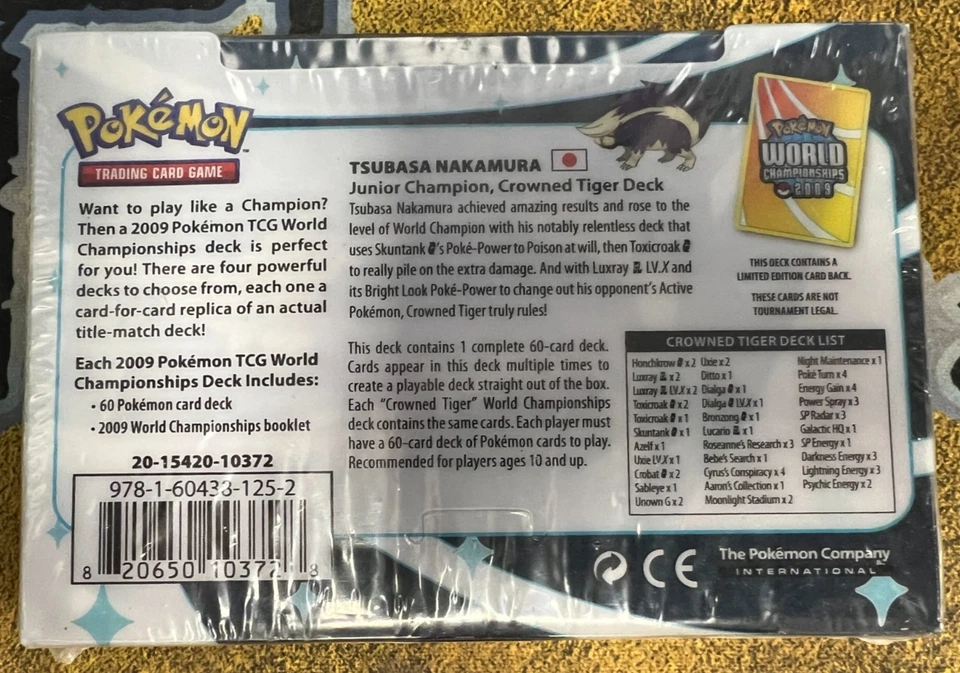 POKéMON
TRADING CARD GAME
Want to play like a Champion?
Then a 2009 Pokémon TCG World
Championships deck is perfect
for you! There are four powerful
decks to choose from, each one a
card-for-card replica of an actual
title-match deck!
Each 2009 Pokémon TCG World
Championships Deck Includes:
• 60 Pokémon card deck
• 2009 World Championships booklet
20-15420-10372
978-1-60433-125-2
8 20650 10372 8
TSUBASA NAKAMURA
Junior Champion, Crowned Tiger Deck
Tsubasa Nakamura achieved amazing results and rose to the
level of World Champion with his notably relentless deck that
uses Skuntank G's Poké-Power to Poison at will, then Toxicroak G
to really pile on the extra damage. And with Luxray GL LV.X and
its Bright Look Poké-Power to change out his opponent's Active
Pokémon, Crowned Tiger truly rules!
This deck contains 1 complete 60-card deck.
Cards appear in this deck multiple times to
create a playable deck straight out of the box.
Each "Crowned Tiger" World Championships
deck contains the same cards. Each player must
have a 60-card deck of Pokémon cards to play.
Recommended for players ages 10 and up.
POKéMON
WORLD
CHAMPIONSHIPS
2009
THIS DECK CONTAINS A
LIMITED EDITION CARD BACK.
THESE CARDS ARE NOT
TOURNAMENT LEGAL.
CROWNED TIGER DECK LIST
Honchkrow G x 2
Luxray GL x 2
Luxray GL LV.X x 2
Toxicroak G x 2
Toxicroak G x 1
Skuntank G x 1
Azelf x 1
Uxie LV.X x 1
Crobat G x 2
Sableye x 1
Unown G x 2
Uxie x 2
Ditto x 1
Dialga G x 1
Dialga G LV.X x 1
Bronzong G x 1
Lucario GL x 1
Roseanne's Research x 3
Bebe's Search x 1
Cyrus's Conspiracy x 4
Aaron's Collection x 1
Moonlight Stadium x 2
Night Maintenance x 1
Poké Turn x 4
Energy Gain x 4
Power Spray x 3
SP Radar x 3
Galactic HQ x 1
SP Energy x 1
Darkness Energy x 3
Lightning Energy x 3
Psychic Energy x 2
CE
The Pokémon Company
INTERNATIONAL